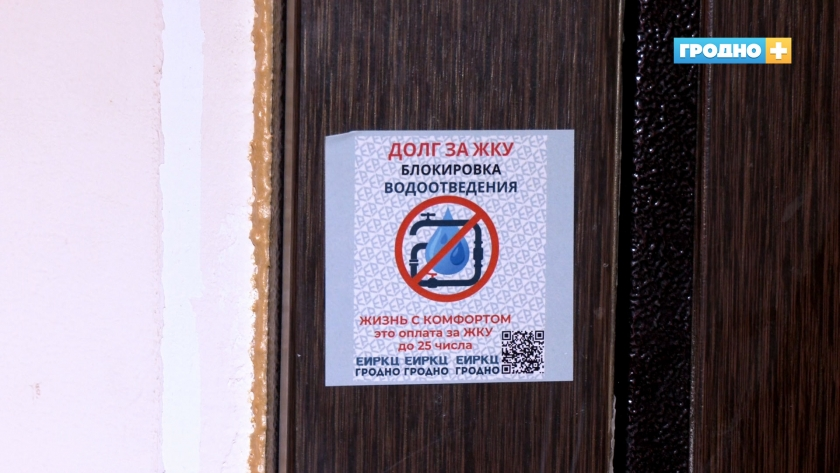 ГРОДНО +
ДОЛГ ЗА ЖКУ
БЛОКИРОВКА
ВОДООТВЕДЕНИЯ
ЖИЗНЬ С КОМФОРТОМ
это оплата за ЖКУ
до 25 числа
ЕИРКЦ ЕИРКЦ ЕИРКЦ
ГРОДНО ГРОДНО ГРОДНО